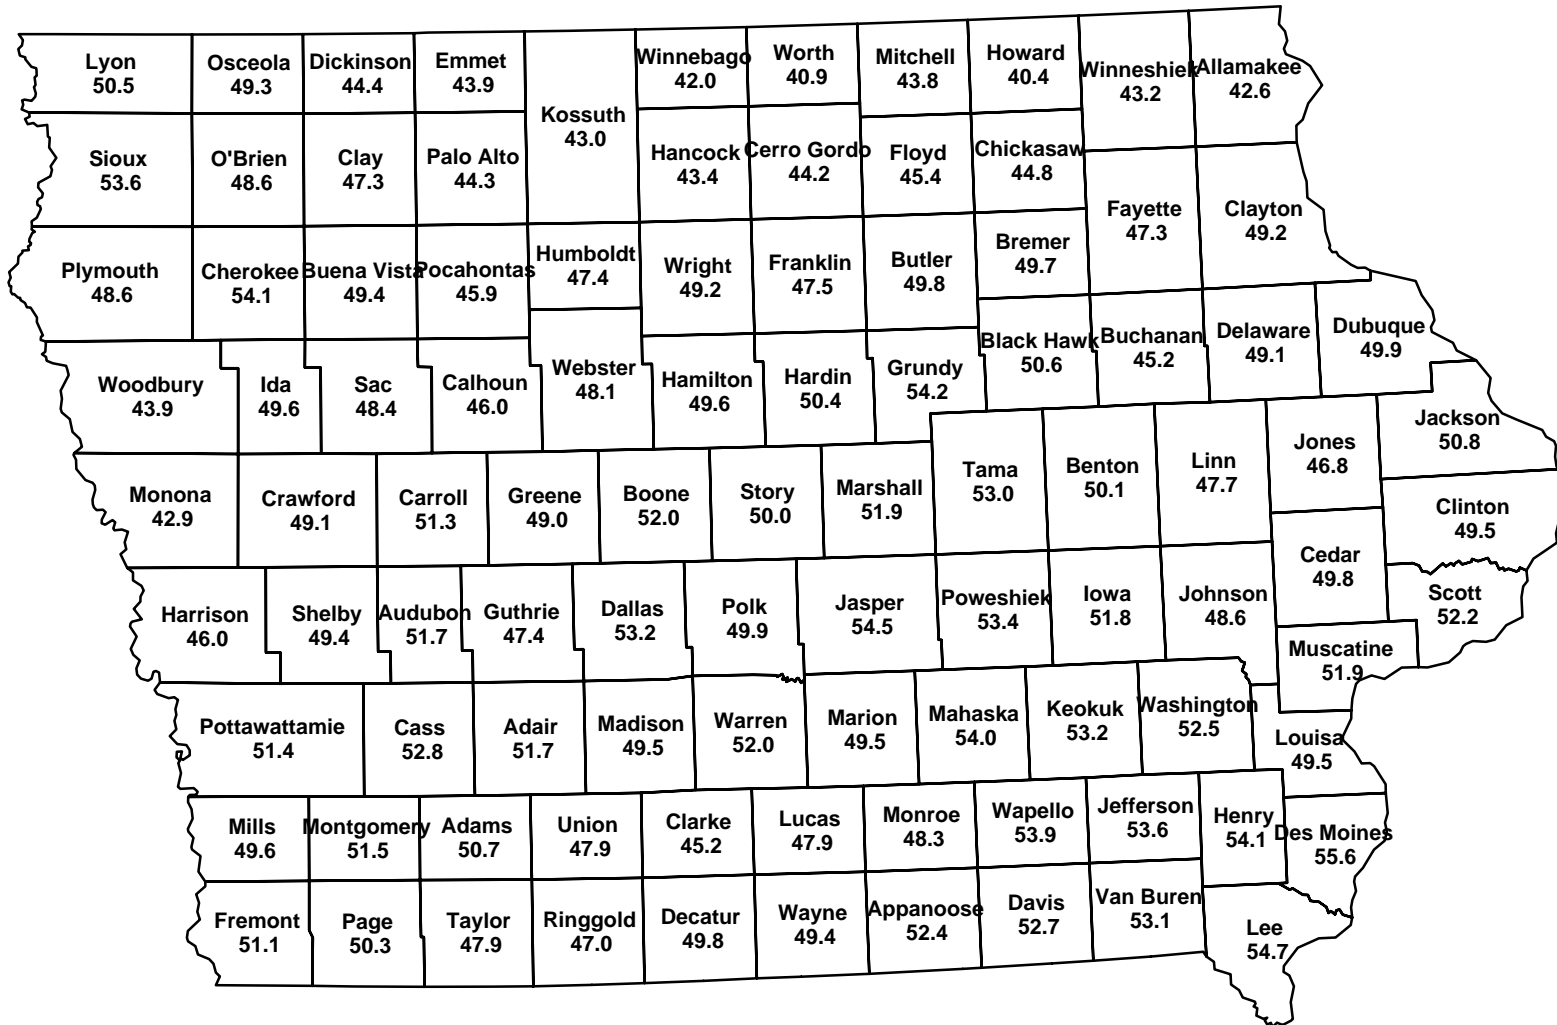 Lyon
50.5
Osceola
49.3
Dickinson
44.4
Emmet
43.9
Kossuth
43.0
Winnebago
42.0
Worth
40.9
Mitchell
43.8
Howard
40.4
Winneshiek
43.2
Allamakee
42.6
Sioux
53.6
O'Brien
48.6
Clay
47.3
Palo Alto
44.3
Hancock
43.4
Cerro Gordo
44.2
Floyd
45.4
Chickasaw
44.8
Fayette
47.3
Clayton
49.2
Plymouth
48.6
Cherokee
54.1
Buena Vista
49.4
Pocahontas
45.9
Humboldt
47.4
Wright
49.2
Franklin
47.5
Butler
49.8
Bremer
49.7
Woodbury
43.9
Ida
49.6
Sac
48.4
Calhoun
46.0
Webster
48.1
Hamilton
49.6
Hardin
50.4
Grundy
54.2
Black Hawk
50.6
Buchanan
45.2
Delaware
49.1
Dubuque
49.9
Monona
42.9
Crawford
49.1
Carroll
51.3
Greene
49.0
Boone
52.0
Story
50.0
Marshall
51.9
Tama
53.0
Benton
50.1
Linn
47.7
Jones
46.8
Jackson
50.8
Clinton
49.5
Cedar
49.8
Scott
52.2
Harrison
46.0
Shelby
49.4
Audubon
51.7
Guthrie
47.4
Dallas
53.2
Polk
49.9
Jasper
54.5
Poweshiek
53.4
Iowa
51.8
Johnson
48.6
Muscatine
51.9
Pottawattamie
51.4
Cass
52.8
Adair
51.7
Madison
49.5
Warren
52.0
Marion
49.5
Mahaska
54.0
Keokuk
53.2
Washington
52.5
Louisa
49.5
Mills
49.6
Montgomery
51.5
Adams
50.7
Union
47.9
Clarke
45.2
Lucas
47.9
Monroe
48.3
Wapello
53.9
Jefferson
53.6
Henry
54.1
Des Moines
55.6
Fremont
51.1
Page
50.3
Taylor
47.9
Ringgold
47.0
Decatur
49.8
Wayne
49.4
Appanoose
52.4
Davis
52.7
Van Buren
53.1
Lee
54.7